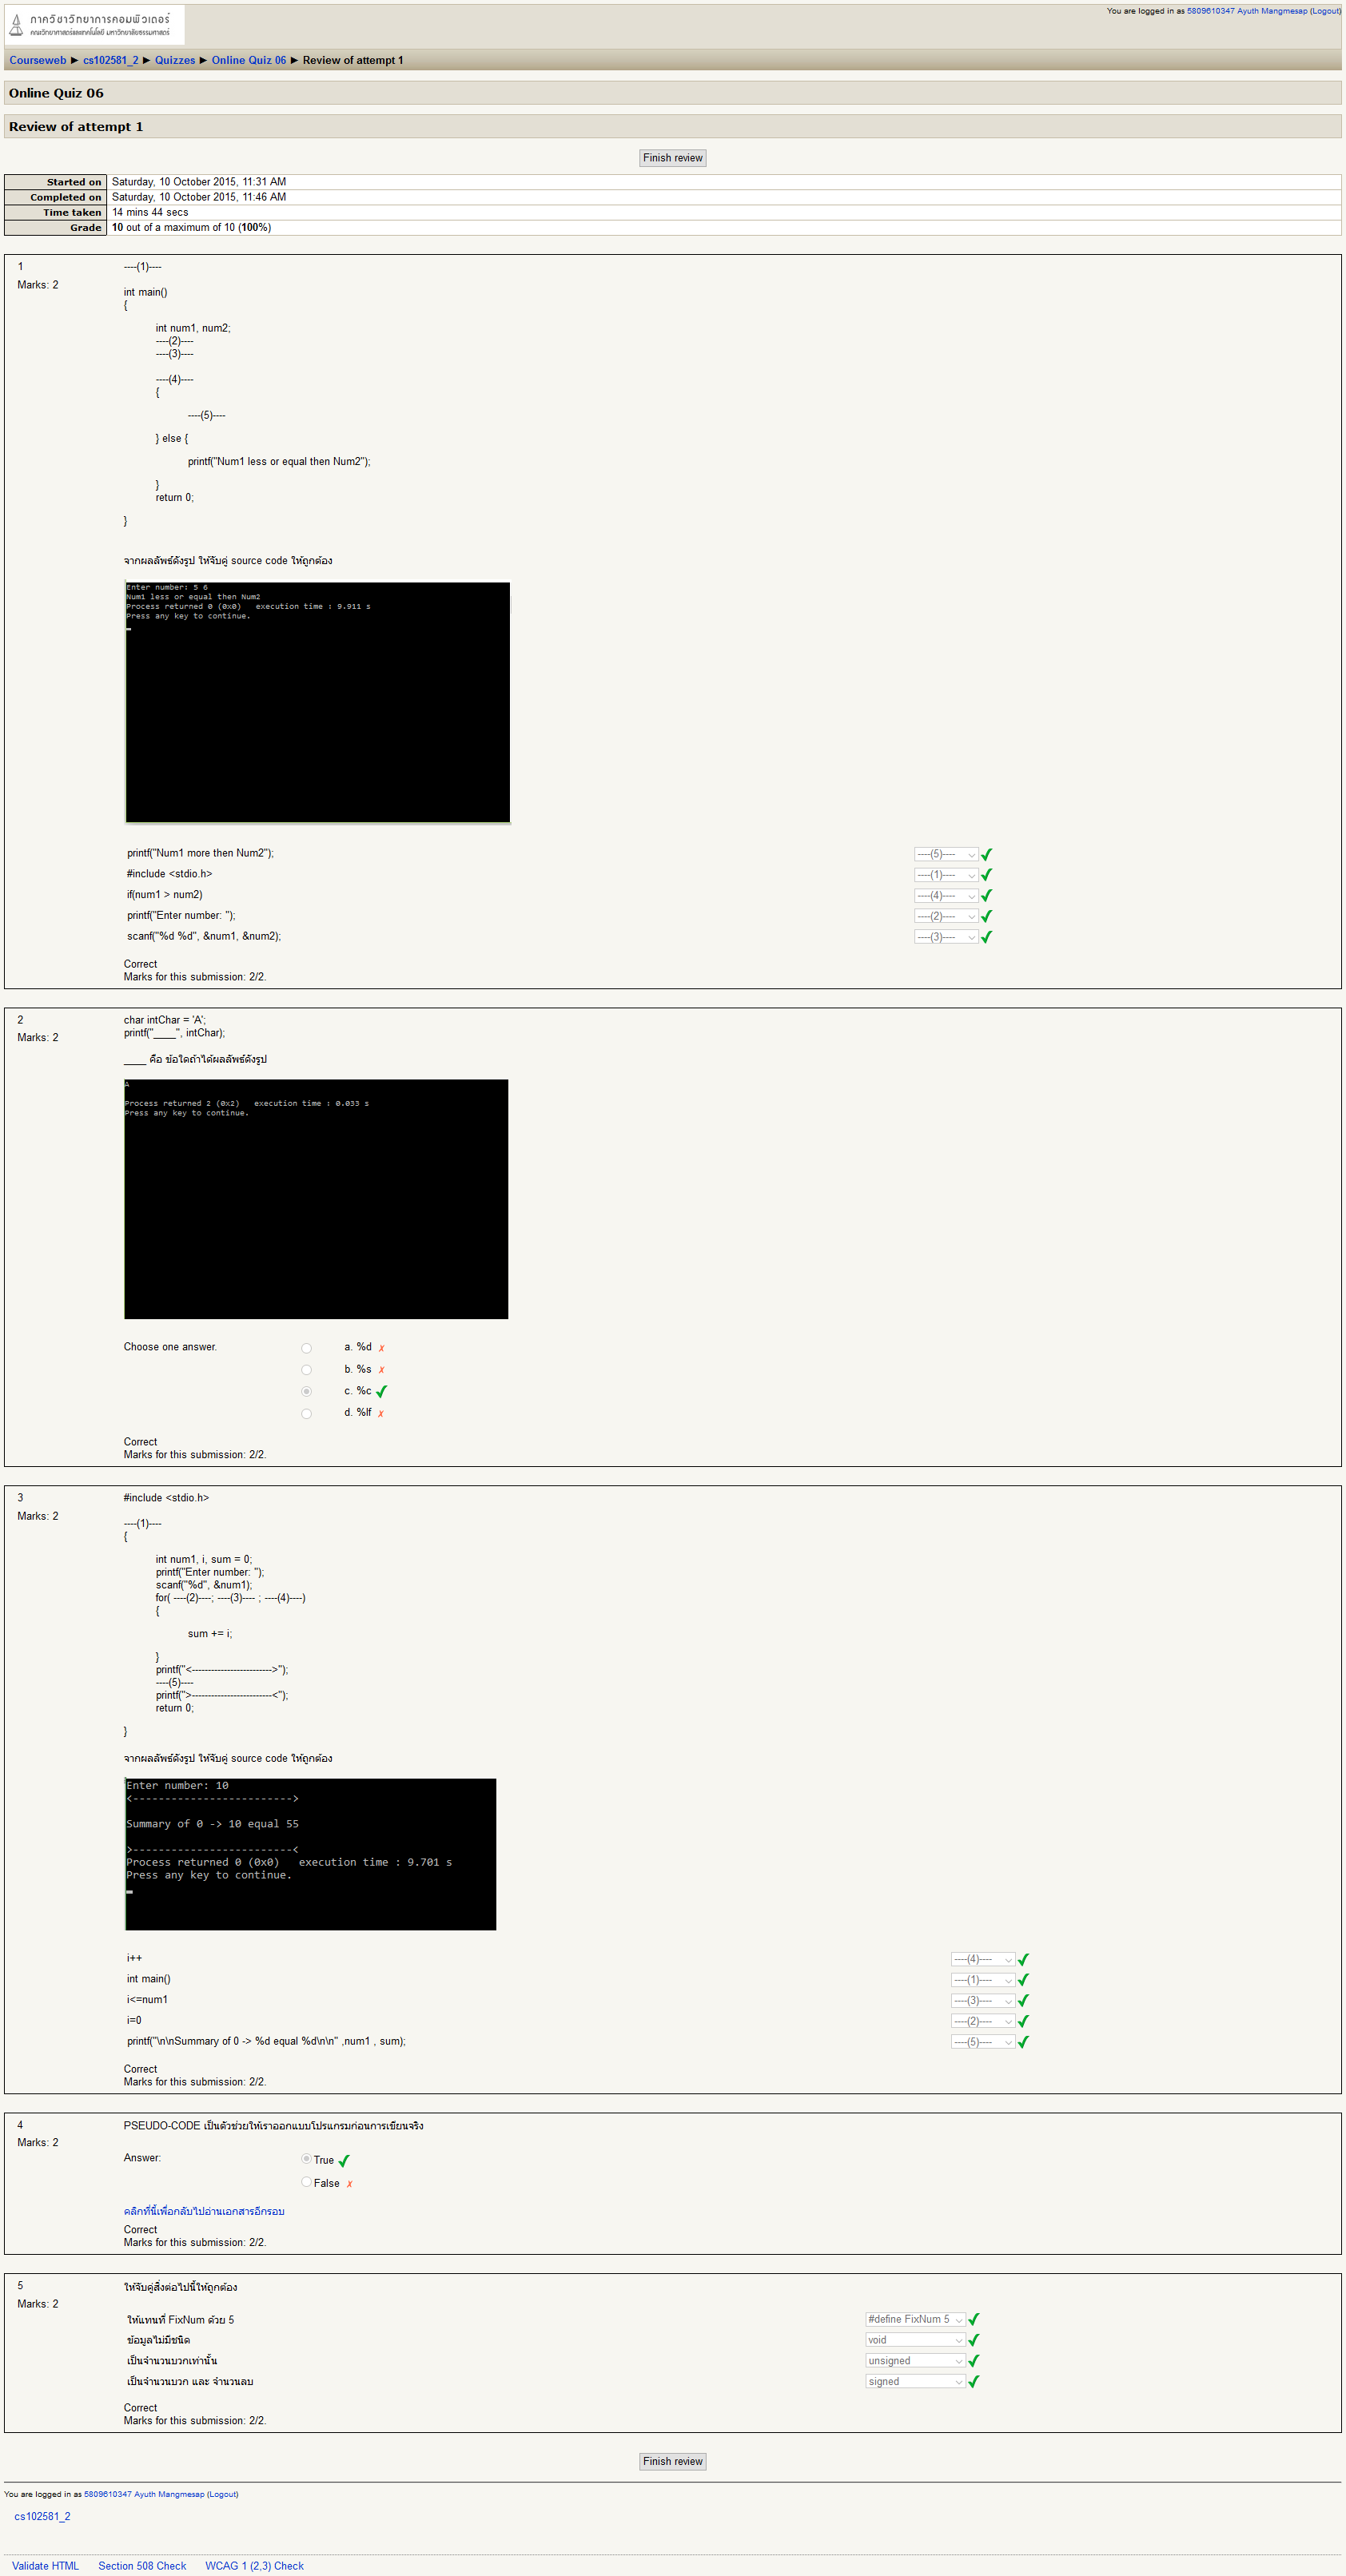 ภาควิชาวิทยาการคอมพิวเตอร์
คณะวิทยาศาสตร์และเทคโนโลยี มหาวิทยาลัยธรรมศาสตร์
You are logged in as 5809610347 Ayuth Mangmesap (Logout)
Courseweb ► cs102581_2 ► Quizzes ► Online Quiz 06 ► Review of attempt 1
Online Quiz 06
Review of attempt 1
Finish review
Started on Saturday, 10 October 2015, 11:31 AM
Completed on Saturday, 10 October 2015, 11:46 AM
Time taken 14 mins 44 secs
Grade 10 out of a maximum of 10 (100%)
1
Marks: 2
----(1)----
int main()
{
int num1, num2;
----(2)----
----(3)----
----(4)----
{
----(5)----
} else {
printf("Num1 less or equal then Num2");
}
return 0;
}
จากผลลัพธ์ดังรูป ให้จับคู่ source code ให้ถูกต้อง
Enter number: 5 6
Num1 less or equal then Num2
Process returned 0 (0x0)   execution time : 9.911 s
Press any key to continue.
printf("Num1 more then Num2"); ----(5)----
#include <stdio.h> ----(1)----
if(num1 > num2) ----(4)----
printf("Enter number: "); ----(2)----
scanf("%d %d", &num1, &num2); ----(3)----
Correct
Marks for this submission: 2/2.
2
Marks: 2
char intChar = 'A';
printf("____", intChar);
____ คือ ข้อใดถ้าได้ผลลัพธ์ดังรูป
A
Process returned 2 (0x2)   execution time : 0.033 s
Press any key to continue.
Choose one answer.
a. %d
b. %s
c. %c
d. %lf
Correct
Marks for this submission: 2/2.
3
Marks: 2
#include <stdio.h>
----(1)----
{
int num1, i, sum = 0;
printf("Enter number: ");
scanf("%d", &num1);
for( ----(2)----; ----(3)---- ; ----(4)----)
{
sum += i;
}
printf("<------------------------->");
----(5)----
printf(">-------------------------<");
return 0;
}
จากผลลัพธ์ดังรูป ให้จับคู่ source code ให้ถูกต้อง
Enter number: 10
<------------------------->
Summary of 0 -> 10 equal 55
>-------------------------<
Process returned 0 (0x0)   execution time : 9.701 s
Press any key to continue.
i++ ----(4)----
int main() ----(1)----
i<=num1 ----(3)----
i=0 ----(2)----
printf("\n\nSummary of 0 -> %d equal %d\n\n" ,num1 , sum); ----(5)----
Correct
Marks for this submission: 2/2.
4
Marks: 2
PSEUDO-CODE เป็นตัวช่วยให้เราออกแบบโปรแกรมก่อนการเขียนจริง
Answer:
True
False
คลิกที่นี้เพื่อกลับไปอ่านเอกสารอีกรอบ
Correct
Marks for this submission: 2/2.
5
Marks: 2
ให้จับคู่สิ่งต่อไปนี้ให้ถูกต้อง
ให้แทนที่ FixNum ด้วย 5 #define FixNum 5
ข้อมูลไม่มีชนิด void
เป็นจำนวนบวกเท่านั้น unsigned
เป็นจำนวนบวก และ จำนวนลบ signed
Correct
Marks for this submission: 2/2.
Finish review
You are logged in as 5809610347 Ayuth Mangmesap (Logout)
cs102581_2
Validate HTML Section 508 Check WCAG 1 (2,3) Check